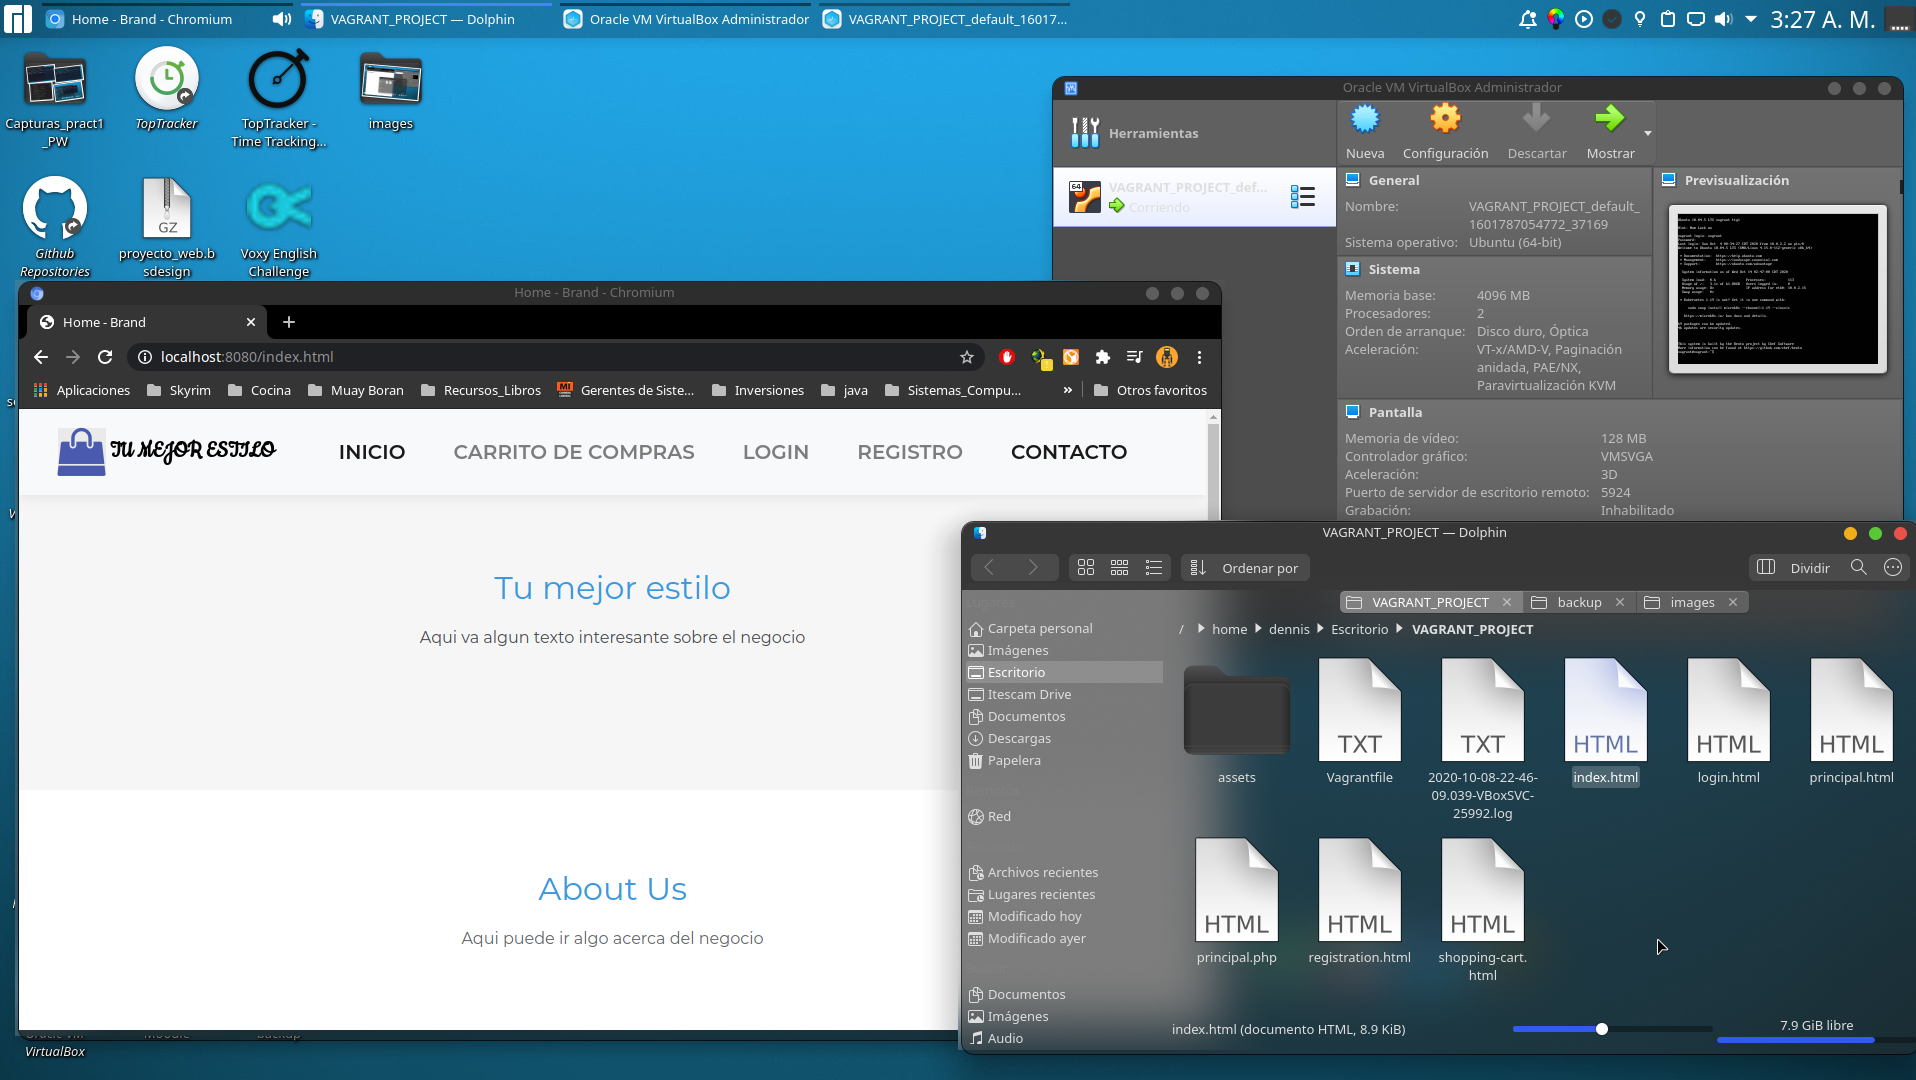 Home - Brand - Chromium
VAGRANT_PROJECT — Dolphin
Oracle VM VirtualBox Administrador
VAGRANT_PROJECT_default_16017...
3:27 A. M.
Capturas_pract1
_PW
TopTracker
TopTracker -
Time Tracking...
images
Github
Repositories
GZ
proyecto_web.b
sdesign
Voxy English
Challenge
Oracle VM VirtualBox Administrador
Herramientas
Nueva
Configuración
Descartar
Mostrar
64
VAGRANT_PROJECT_def...
Corriendo
General
Nombre:
VAGRANT_PROJECT_default_
1601787054772_37169
Sistema operativo:
Ubuntu (64-bit)
Sistema
Memoria base:
4096 MB
Procesadores:
2
Orden de arranque:
Disco duro, Óptica
Aceleración:
VT-x/AMD-V, Paginación
anidada, PAE/NX,
Paravirtualización KVM
Previsualización
Pantalla
Memoria de vídeo:
128 MB
Controlador gráfico:
VMSVGA
Aceleración:
3D
Puerto de servidor de escritorio remoto:
5924
Grabación:
Inhabilitado
Home - Brand - Chromium
Home - Brand
localhost:8080/index.html
Aplicaciones
Skyrim
Cocina
Muay Boran
Recursos_Libros
Gerentes de Siste...
Inversiones
java
Sistemas_Compu...
»
Otros favoritos
TU MEJOR ESTILO
INICIO
CARRITO DE COMPRAS
LOGIN
REGISTRO
CONTACTO
Tu mejor estilo
Aqui va algun texto interesante sobre el negocio
About Us
Aqui puede ir algo acerca del negocio
VirtualBox
VAGRANT_PROJECT — Dolphin
Ordenar por
Dividir
VAGRANT_PROJECT
backup
images
/ home dennis Escritorio VAGRANT_PROJECT
Lugares
Carpeta personal
Imágenes
Escritorio
Itescam Drive
Documentos
Descargas
Papelera
Red
Archivos recientes
Lugares recientes
Modificado hoy
Modificado ayer
Documentos
Imágenes
Audio
assets
TXT
Vagrantfile
TXT
2020-10-08-22-46-
09.039-VBoxSVC-
25992.log
HTML
index.html
HTML
login.html
HTML
principal.html
HTML
principal.php
HTML
registration.html
HTML
shopping-cart.
html
index.html (documento HTML, 8.9 KiB)
7.9 GiB libre